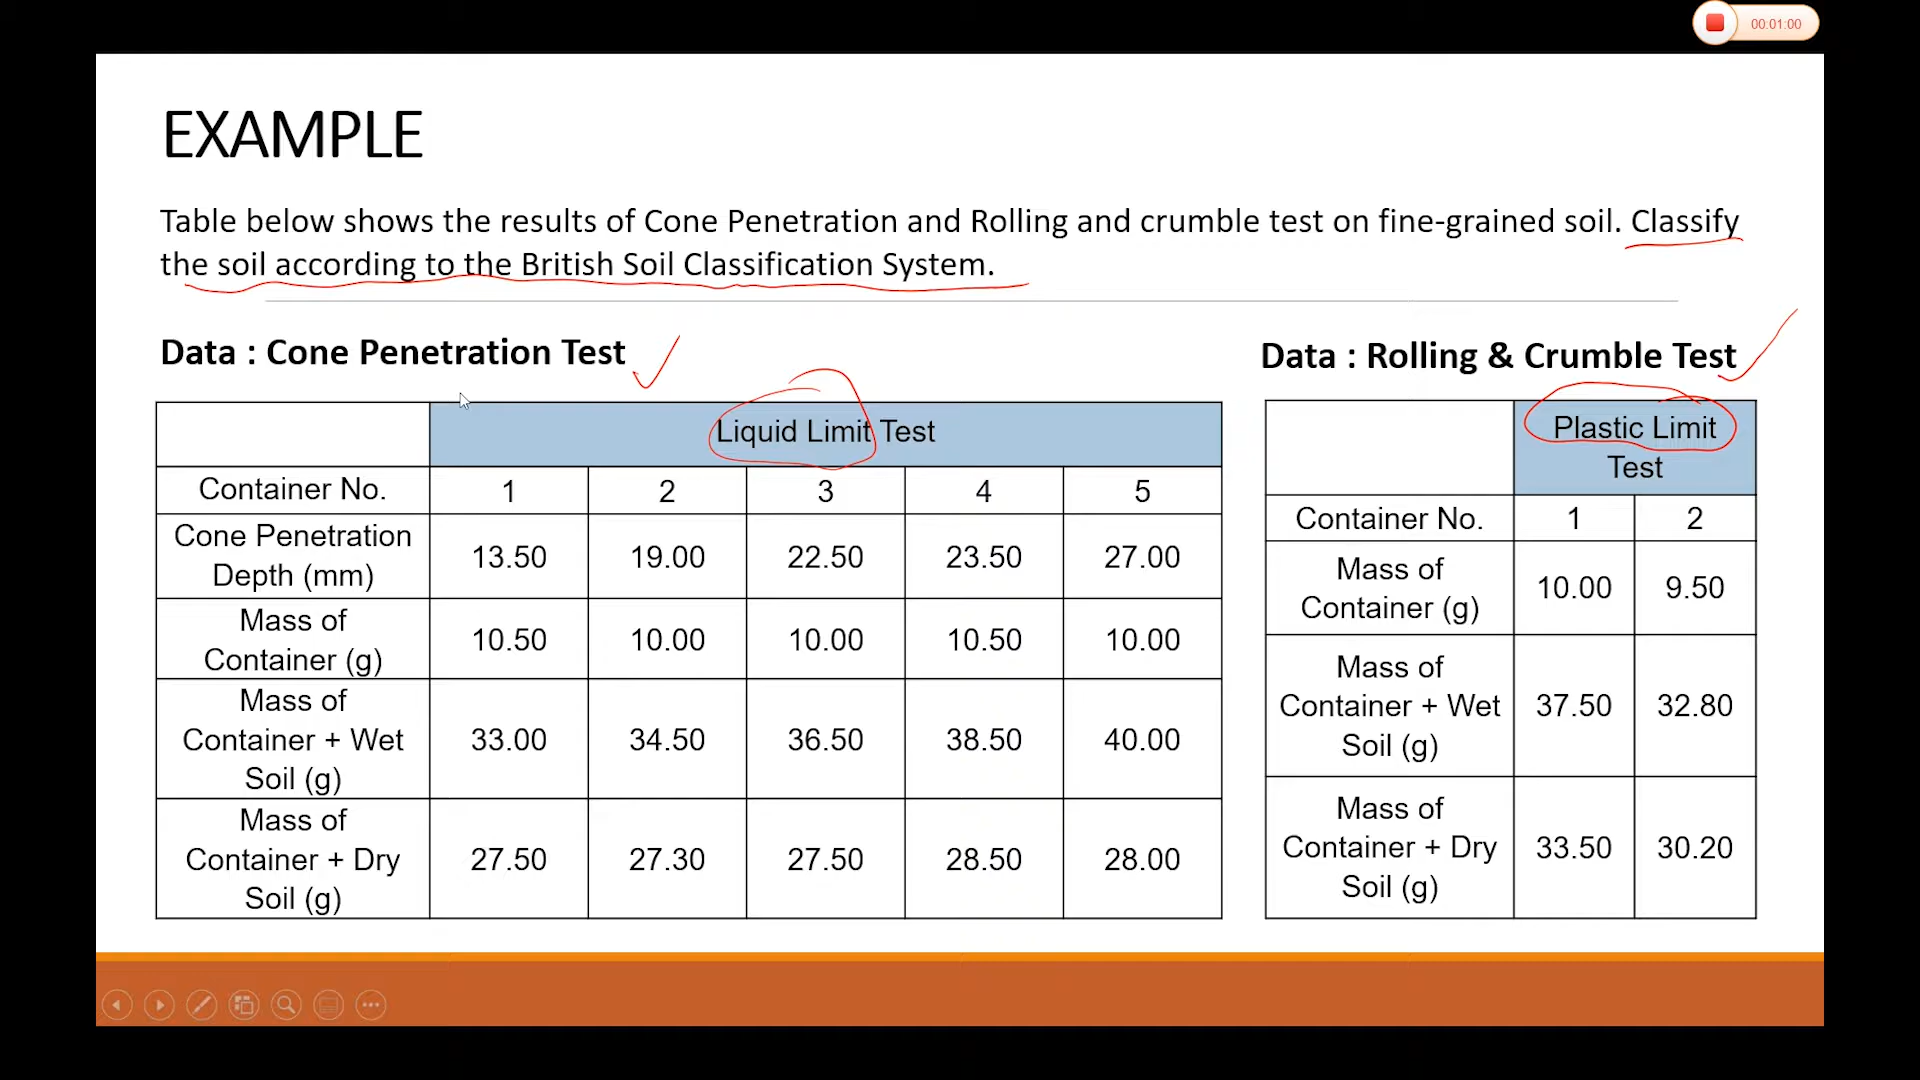 00:01:00
EXAMPLE
Table below shows the results of Cone Penetration and Rolling and crumble test on fine-grained soil. Classify
the soil according to the British Soil Classification System.
Data : Cone Penetration Test
Liquid Limit Test
Container No. 1 2 3 4 5
Cone Penetration
Depth (mm) 13.50 19.00 22.50 23.50 27.00
Mass of
Container (g) 10.50 10.00 10.00 10.50 10.00
Mass of
Container + Wet 33.00 34.50 36.50 38.50 40.00
Soil (g)
Mass of
Container + Dry 27.50 27.30 27.50 28.50 28.00
Soil (g)
Data : Rolling & Crumble Test
Plastic Limit
Test
Container No. 1 2
Mass of
Container (g) 10.00 9.50
Mass of
Container + Wet 37.50 32.80
Soil (g)
Mass of
Container + Dry 33.50 30.20
Soil (g)